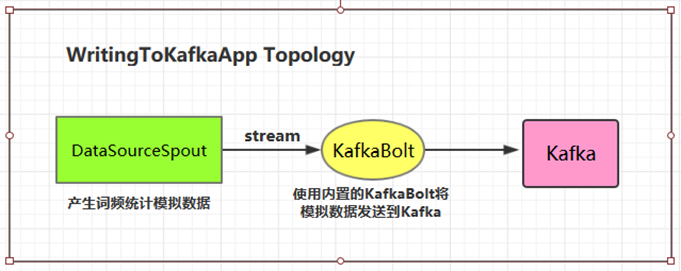 WritingToKafkaApp Topology
DataSourceSpout
stream
KafkaBolt
Kafka
产生词频统计模拟数据
使用内置的KafkaBolt将
模拟数据发送到Kafka